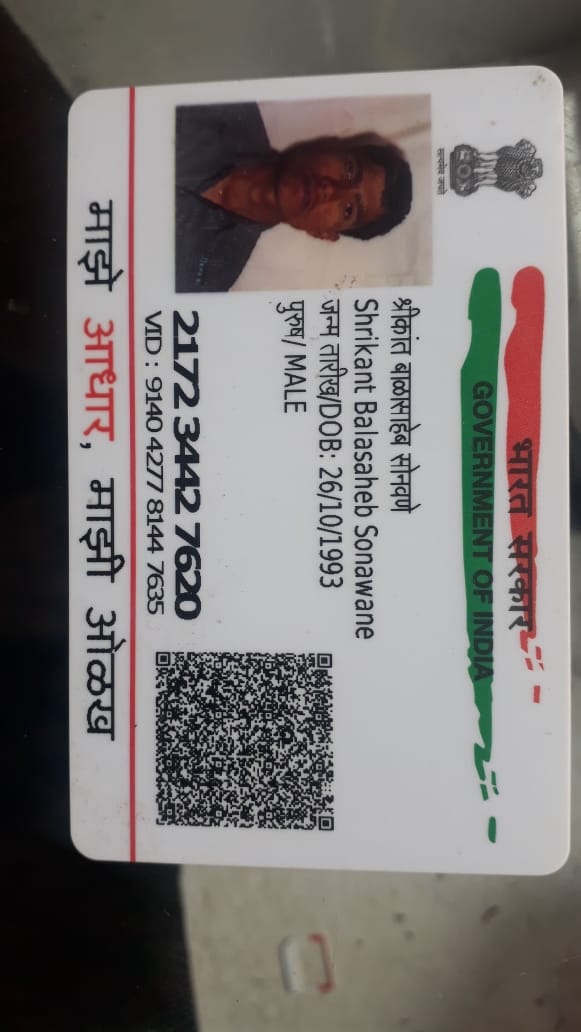 सत्यमेव जयते
भारत सरकार
GOVERNMENT OF INDIA
श्रीकांत बाळासाहेब सोनवणे
Shrikant Balasaheb Sonawane
जन्म तारीख/DOB: 26/10/1993
पुरुष/ MALE
2172 3442 7620
VID : 9140 4277 8144 7635
माझे आधार, माझी ओळख